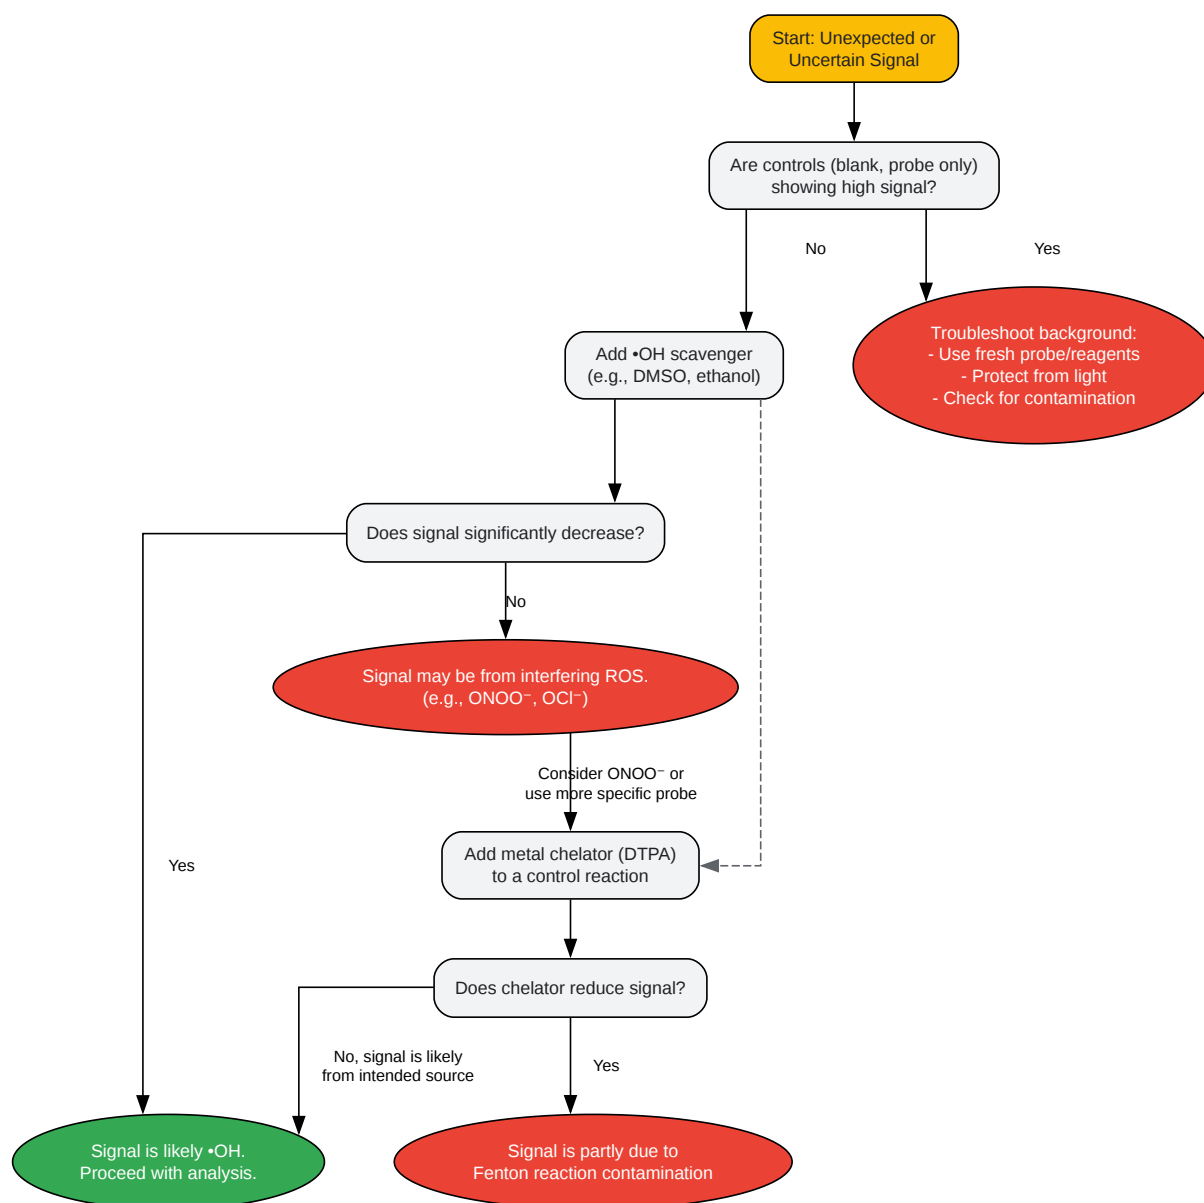 Start: Unexpected or
Uncertain Signal
Are controls (blank, probe only)
showing high signal?
No
Yes
Troubleshoot background:
- Use fresh probe/reagents
- Protect from light
- Check for contamination
Add •OH scavenger
(e.g., DMSO, ethanol)
Does signal significantly decrease?
No
Signal may be from interfering ROS.
(e.g., ONOO⁻, OCl⁻)
Consider ONOO⁻ or
use more specific probe
Add metal chelator (DTPA)
to a control reaction
Yes
Does chelator reduce signal?
No, signal is likely
from intended source
Yes
Signal is likely •OH.
Proceed with analysis.
Signal is partly due to
Fenton reaction contamination